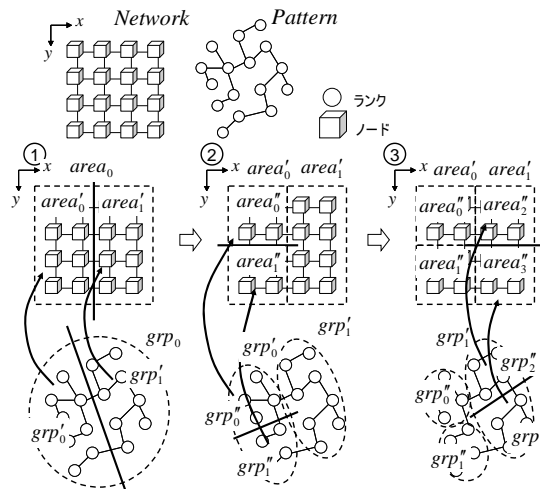 Network
Pattern
x
y
ランク
ノード
① x area₀
y
area′₀ area′₁
grp₀
grp′₁
grp′₀
② x area′₀ area′₁
y
area″₀
area″₁
grp′₁
grp′₀
grp″₀
grp″₁
③ x area′₀ area′₁
y
area″₀ area″₂
area″₁ area″₃
grp′₁
grp″₂
grp″₀
grp
grp″₁